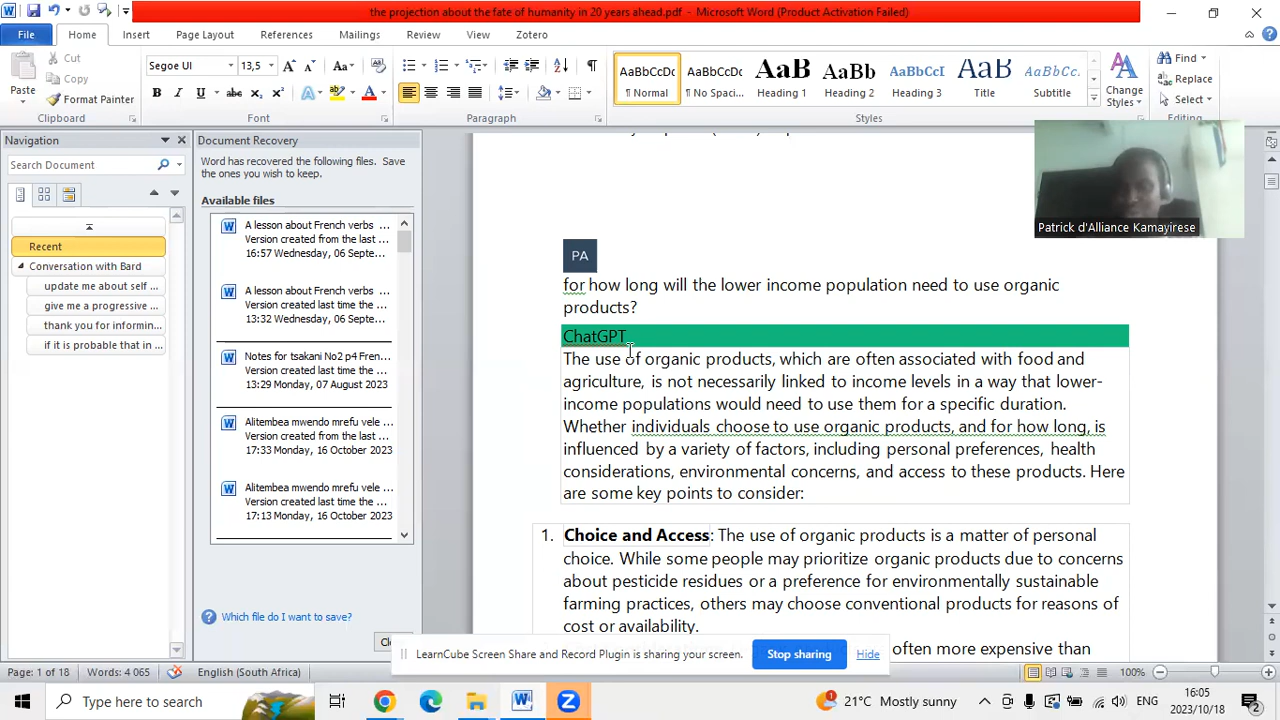 the projection about the fate of humanity in 20 years ahead.pdf - Microsoft Word (Product Activation Failed)
File Home Insert Page Layout References Mailings Review View Zotero
Paste
Cut
Copy
Format Painter
Clipboard
Segoe UI 13,5
Font
Paragraph
AaBbCcDc
¶ Normal
AaBbCcDc
¶ No Spaci...
AaB
Heading 1
AaBb
Heading 2
AaBbCcI
Heading 3
AaB
Title
AaBbCc.
Subtitle
Change
Styles
Styles
Find
Replace
Select
Editing
Navigation
Search Document
Recent
Conversation with Bard
update me about self ...
give me a progressive ...
thank you for informin...
if it is probable that in ...
Document Recovery
Word has recovered the following files. Save
the ones you wish to keep.
Available files
A lesson about French verbs ...
Version created from the last ...
16:57 Wednesday, 06 Septe...
A lesson about French verbs ...
Version created last time the ...
13:32 Wednesday, 06 Sept...
Notes for tsakani No2 p4 Fren...
Version created last time the ...
13:29 Monday, 07 August 2023
Alitembea mwendo mrefu vele ...
Version created last time the ...
17:33 Monday, 16 October 2023
Alitembea mwendo mrefu vele ...
Version created from the last ...
17:13 Monday, 16 October 2023
Which file do I want to save?
PA
for how long will the lower income population need to use organic
products?
ChatGPT
The use of organic products, which are often associated with food and
agriculture, is not necessarily linked to income levels in a way that lower-
income populations would need to use them for a specific duration.
Whether individuals choose to use organic products, and for how long, is
influenced by a variety of factors, including personal preferences, health
considerations, environmental concerns, and access to these products. Here
are some key points to consider:
1. Choice and Access: The use of organic products is a matter of personal
choice. While some people may prioritize organic products due to concerns
about pesticide residues or a preference for environmentally sustainable
farming practices, others may choose conventional products for reasons of
cost or availability.
often more expensive than
Patrick d'Alliance Kamayirese
LearnCube Screen Share and Record Plugin is sharing your screen.
Stop sharing
Hide
Page: 1 of 18 Words: 4 065 English (South Africa) 100%
Type here to search
21°C Mostly sunny
ENG
16:05
2023/10/18
2